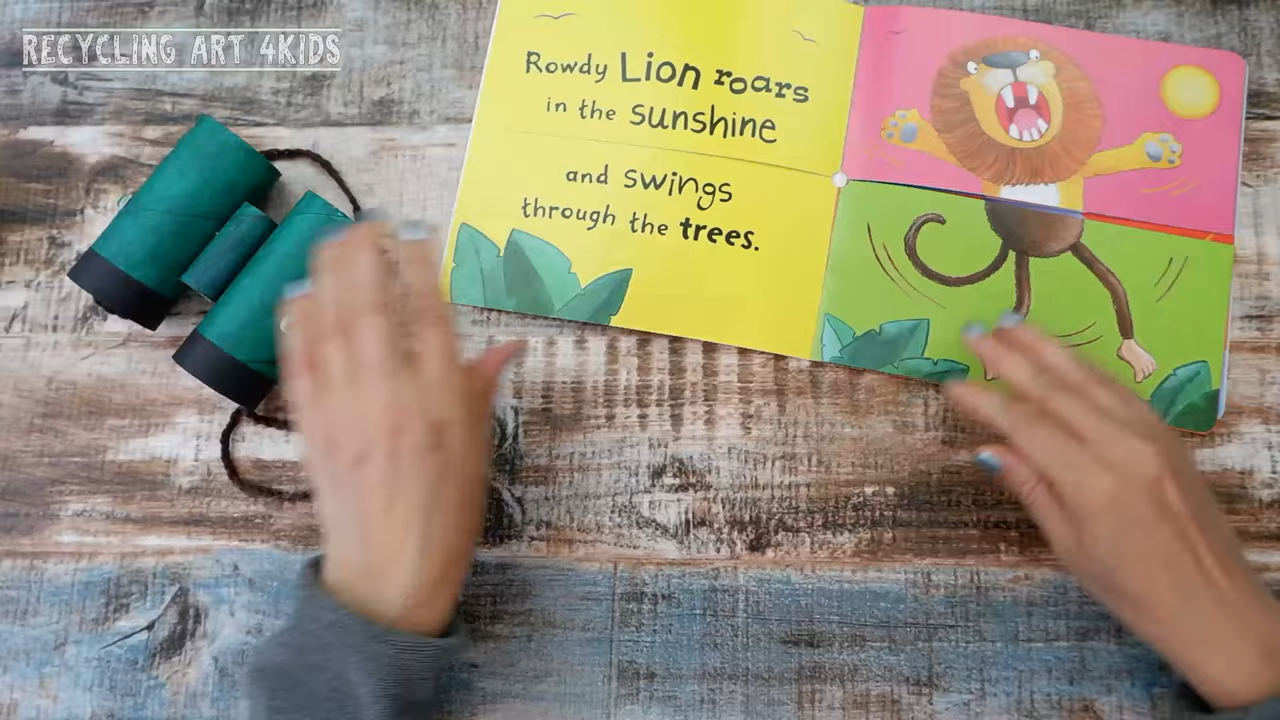 RECYCLING ART 4KIDS
Rowdy Lion roars
in the sunshine
and swings
through the trees.